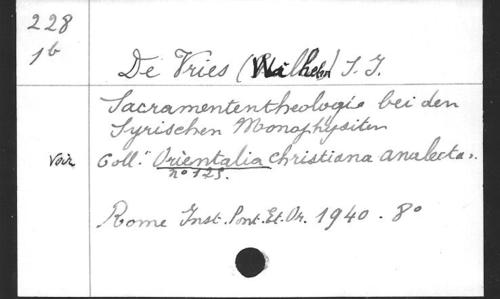 228
1b
De Vries (Wilhelm) S.J.
Sacramententheologie bei den
Syrischen Monophysiten
Voir Coll. "Orientalia christiana analecta".
n° 125.
Rome Inst. Pont. Et. Or. 1940 - 8°